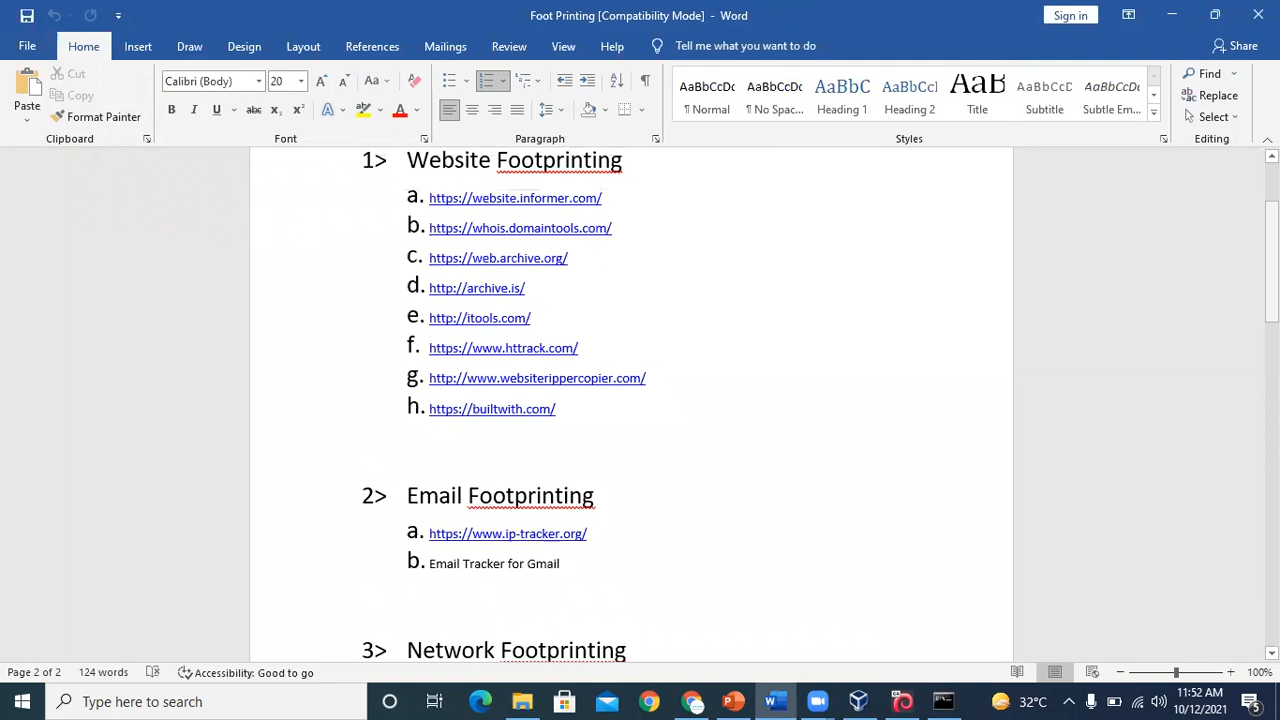 Foot Printing [Compatibility Mode] - Word
Sign in
File Home Insert Draw Design Layout References Mailings Review View Help Tell me what you want to do Share
Paste
Cut
Copy
Format Painter
Clipboard
Calibri (Body) 20
Font
Paragraph
AaBbCcDc AaBbCcDc AaBbC AaBbCcI AaB AaBbCcD AaBbCcD
¶ Normal ¶ No Spac... Heading 1 Heading 2 Title Subtitle Subtle Em...
Styles
Find
Replace
Select
Editing
1> Website Footprinting
a. https://website.informer.com/
b. https://whois.domaintools.com/
c. https://web.archive.org/
d. http://archive.is/
e. http://itools.com/
f. https://www.httrack.com/
g. http://www.websiterippercopier.com/
h. https://builtwith.com/
2> Email Footprinting
a. https://www.ip-tracker.org/
b. Email Tracker for Gmail
3> Network Footprinting
Page 2 of 2 124 words Accessibility: Good to go 100%
Type here to search
32°C
11:52 AM
10/12/2021
5